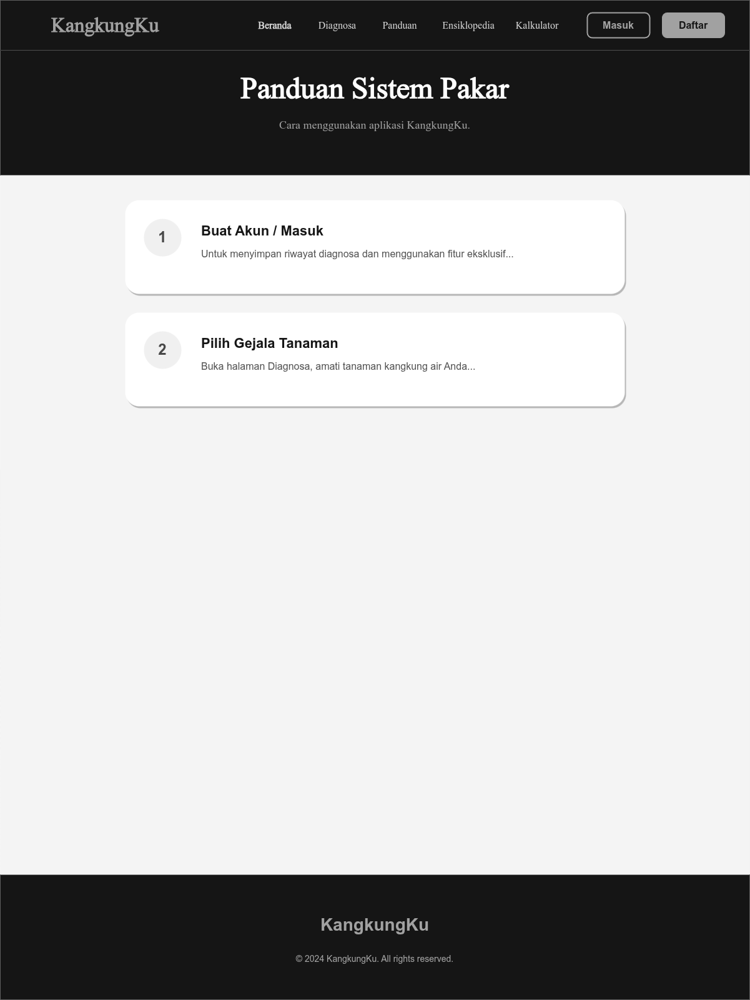 KangkungKu
Beranda Diagnosa Panduan Ensiklopedia Kalkulator Masuk Daftar
Panduan Sistem Pakar
Cara menggunakan aplikasi KangkungKu.
1
Buat Akun / Masuk
Untuk menyimpan riwayat diagnosa dan menggunakan fitur eksklusif...
2
Pilih Gejala Tanaman
Buka halaman Diagnosa, amati tanaman kangkung air Anda...
KangkungKu
© 2024 KangkungKu. All rights reserved.